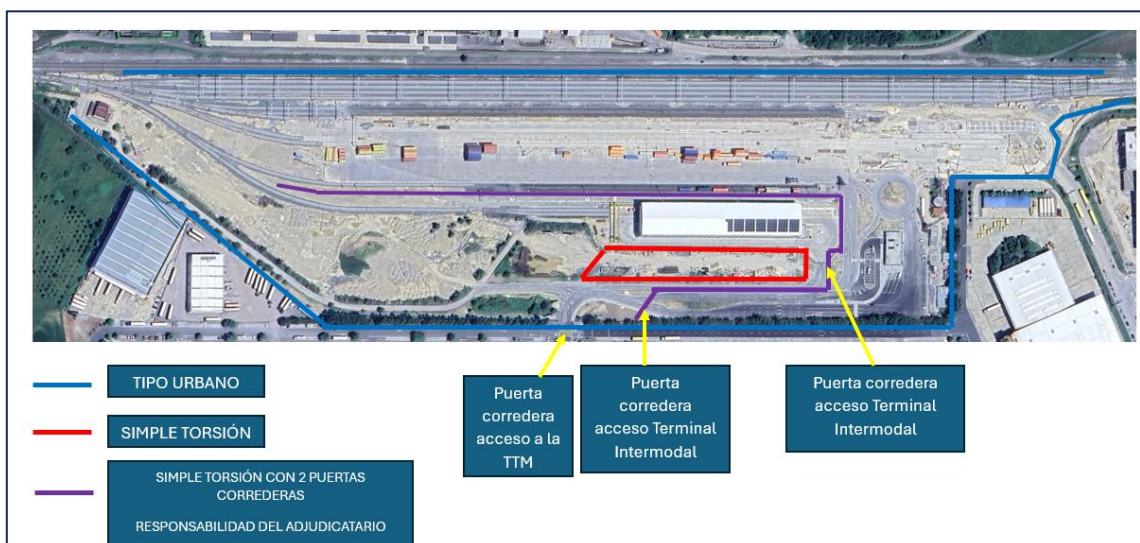 TIPO URBANO
SIMPLE TORSIÓN
SIMPLE TORSIÓN CON 2 PUERTAS
CORREDERAS
RESPONSABILIDAD DEL ADJUDICATARIO
Puerta
corredera
acceso a la
TTM
Puerta
corredera
acceso Terminal
Intermodal
Puerta corredera
acceso Terminal
Intermodal